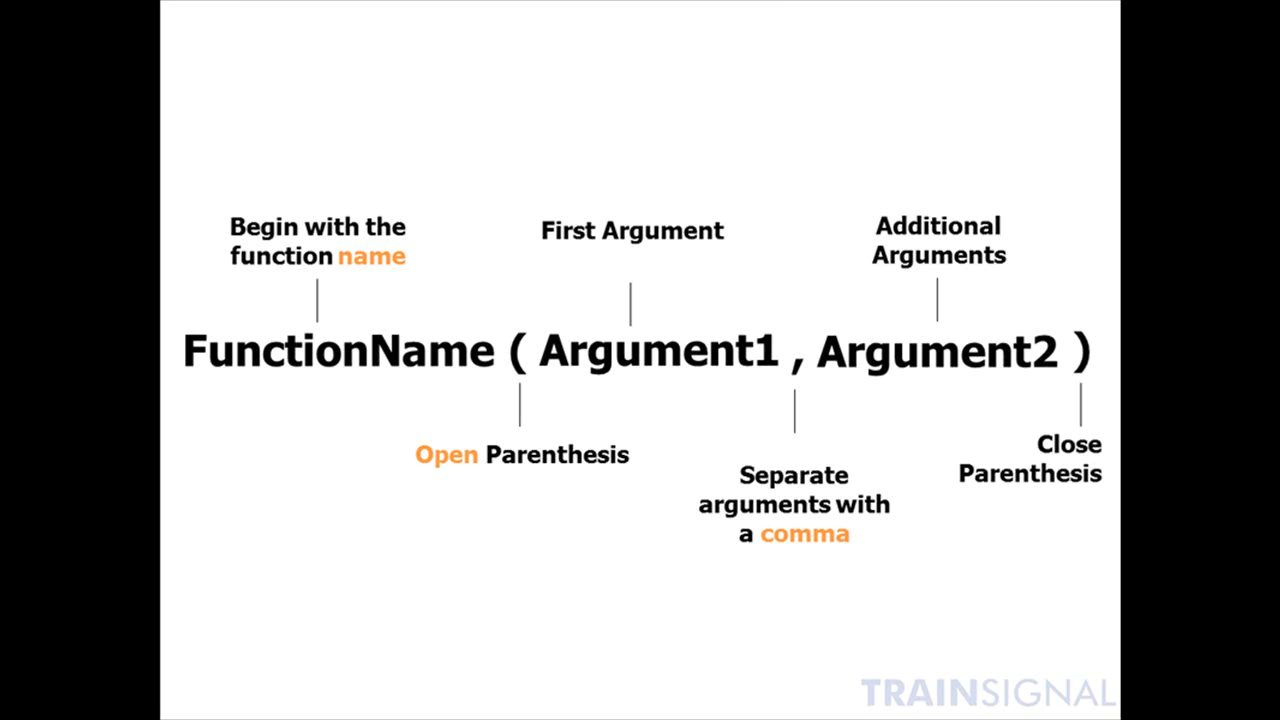 Begin with the
function name
First Argument
Additional
Arguments
FunctionName ( Argument1 , Argument2 )
Open Parenthesis
Separate
arguments with
a comma
Close
Parenthesis
TRAINSIGNAL